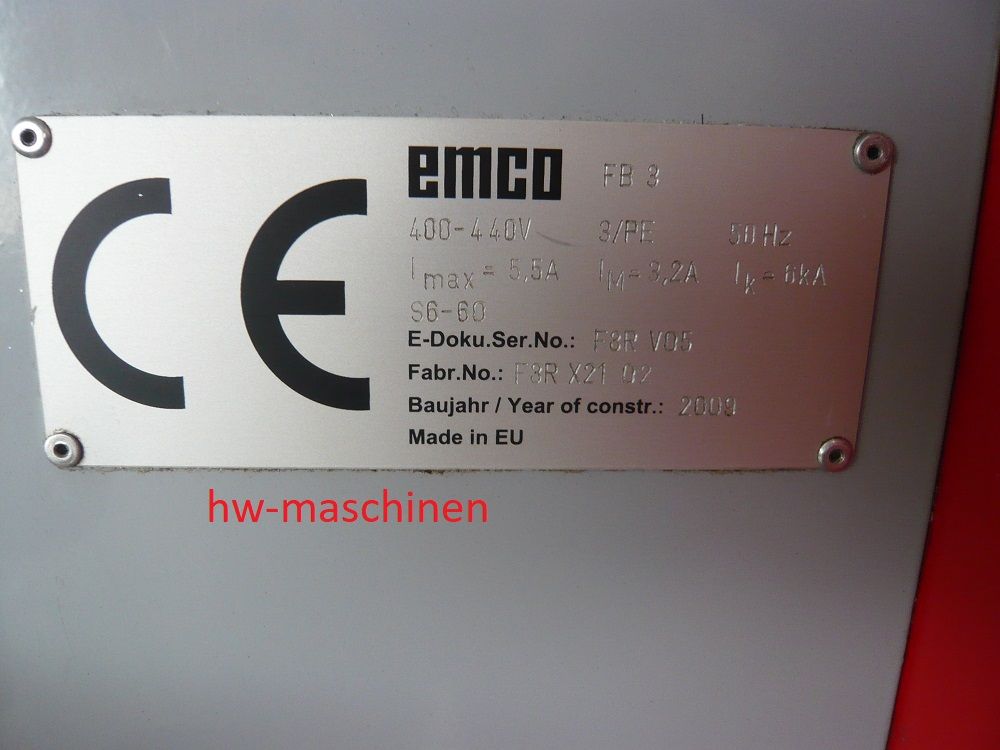 CE
emco FB 3
400-440V 3/PE 50 Hz
Imax = 5,5A IM = 3,2A Ik = 6kA
S6-60
E-Doku.Ser.No.: F8R V05
Fabr.No.: F8R X21 02
Baujahr / Year of constr.: 2009
Made in EU
hw-maschinen